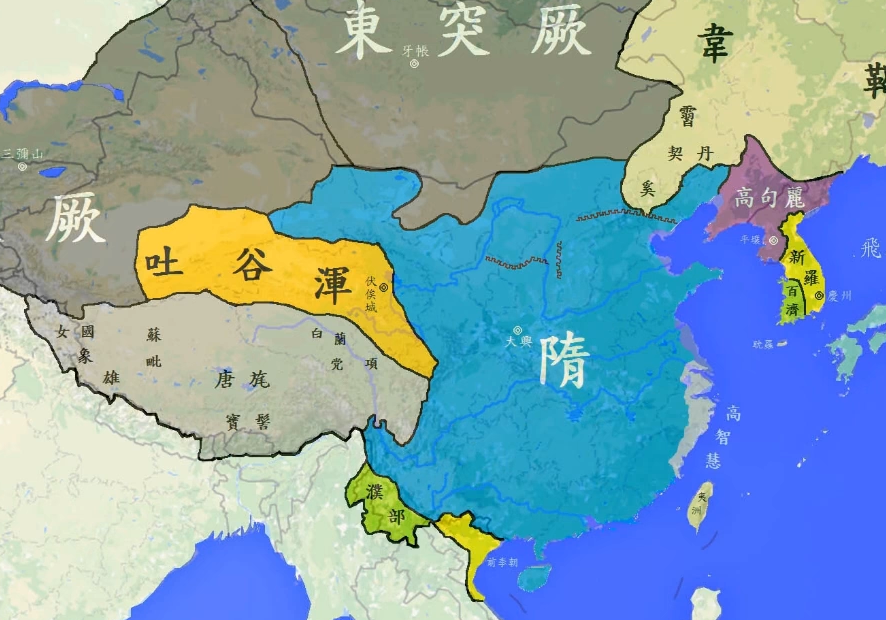 東突厥
牙帳
韋
靺
霫
契丹
奚
三彌山
厥
高句麗
平壤
新羅
百濟
慶州
飛
吐谷渾
伏俟城
隋
大興
耽羅
女國
象雄
蘇毗
白蘭
党項
唐旄
寶髻
高智慧
夷洲
濮部
前李朝